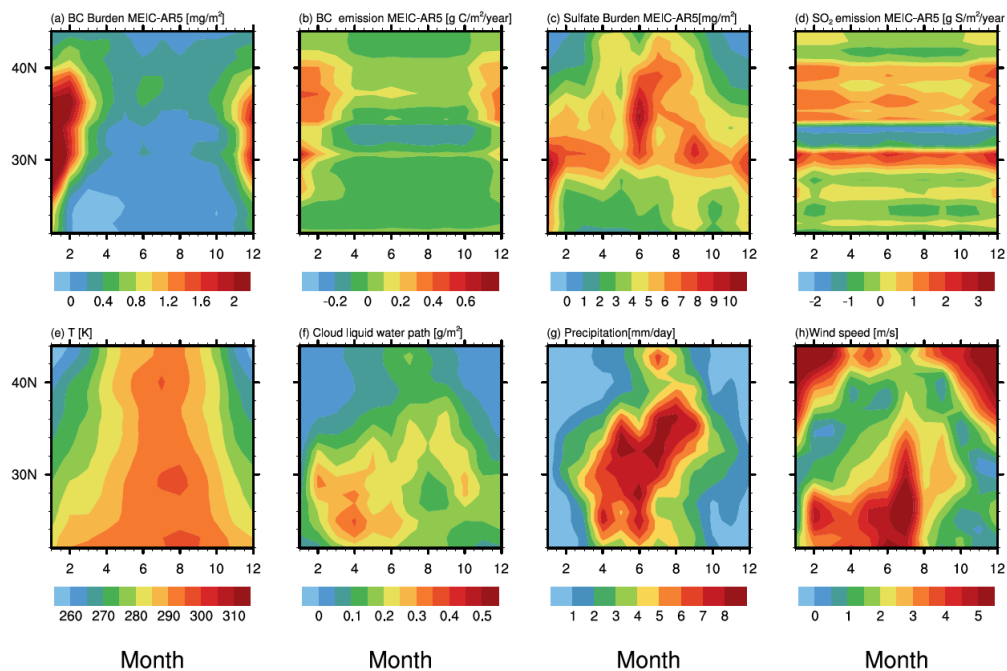 (a) BC Burden MEIC-AR5 [mg/m²]
(b) BC emission MEIC-AR5 [g C/m²/year]
(c) Sulfate Burden MEIC-AR5[mg/m²]
(d) SO₂ emission MEIC-AR5 [g S/m²/year]
40N
30N
2 4 6 8 10 12
2 4 6 8 10 12
2 4 6 8 10 12
2 4 6 8 10 12
0 0.4 0.8 1.2 1.6 2
-0.2 0 0.2 0.4 0.6
0 1 2 3 4 5 6 7 9 10
-2 -1 0 1 2 3
(e) T [K]
(f) Cloud liquid water path [g/m²]
(g) Precipitation[mm/day]
(h)Wind speed [m/s]
40N
30N
2 4 6 8 10 12
2 4 6 8 10 12
2 4 6 8 10 12
2 4 6 8 10 12
260 270 280 290 300 310
0 0.1 0.2 0.3 0.4 0.5
1 2 3 4 5 6 7 8
0 1 2 3 4 5
Month
Month
Month
Month